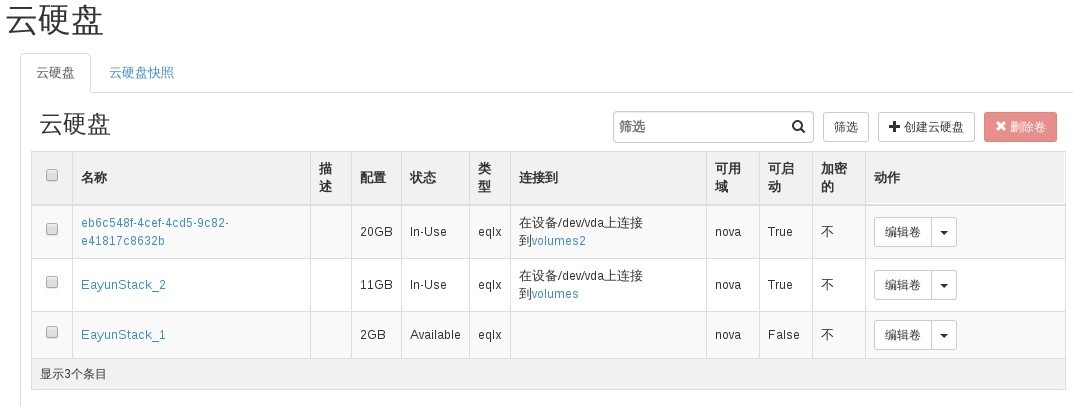 云硬盘
云硬盘 云硬盘快照
云硬盘 筛选 筛选 创建云硬盘 删除卷
名称 描述 配置 状态 类型 连接到 可用域 可启动 加密的 动作
eb6c548f-4cef-4cd5-9c82-e41817c8632b 20GB In-Use eqlx 在设备/dev/vda上连接到volumes2 nova True 不 编辑卷
EayunStack_2 11GB In-Use eqlx 在设备/dev/vda上连接到volumes nova True 不 编辑卷
EayunStack_1 2GB Available eqlx nova False 不 编辑卷
显示3个条目